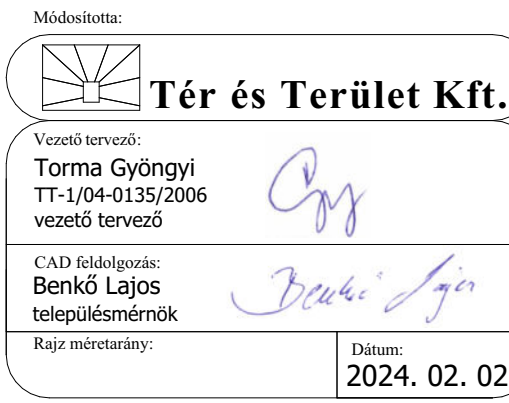 Módosította:
Tér és Terület Kft.
Vezető tervező:
Torma Gyöngyi
TT-1/04-0135/2006
vezető tervező
CAD feldolgozás:
Benkő Lajos
településmérnök
Benkő Lajos
Rajz méretarány:
Dátum:
2024. 02. 02